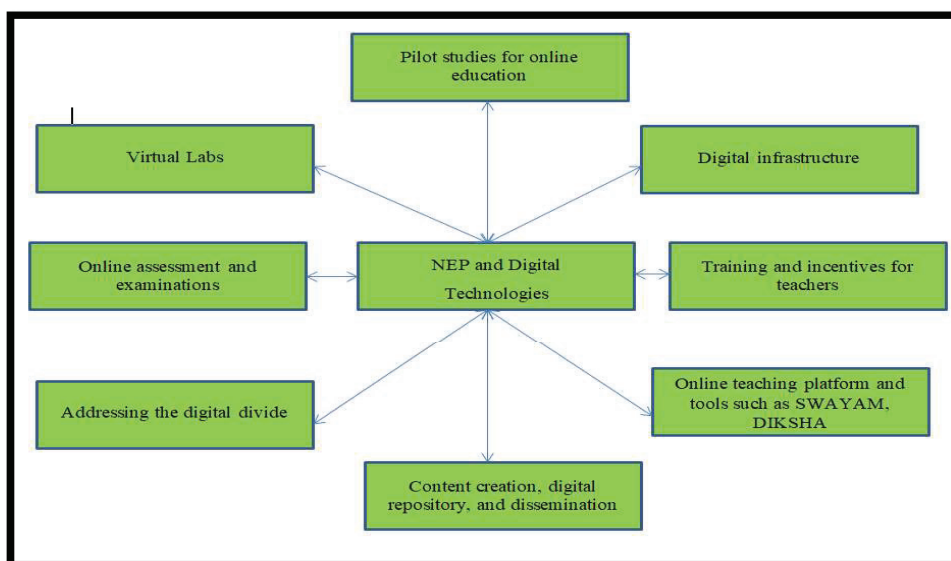 Pilot studies for online
education
Virtual Labs
Digital infrastructure
Online assessment and
examinations
NEP and Digital
Technologies
Training and incentives for
teachers
Addressing the digital divide
Online teaching platform and
tools such as SWAYAM,
DIKSHA
Content creation, digital
repository, and dissemination